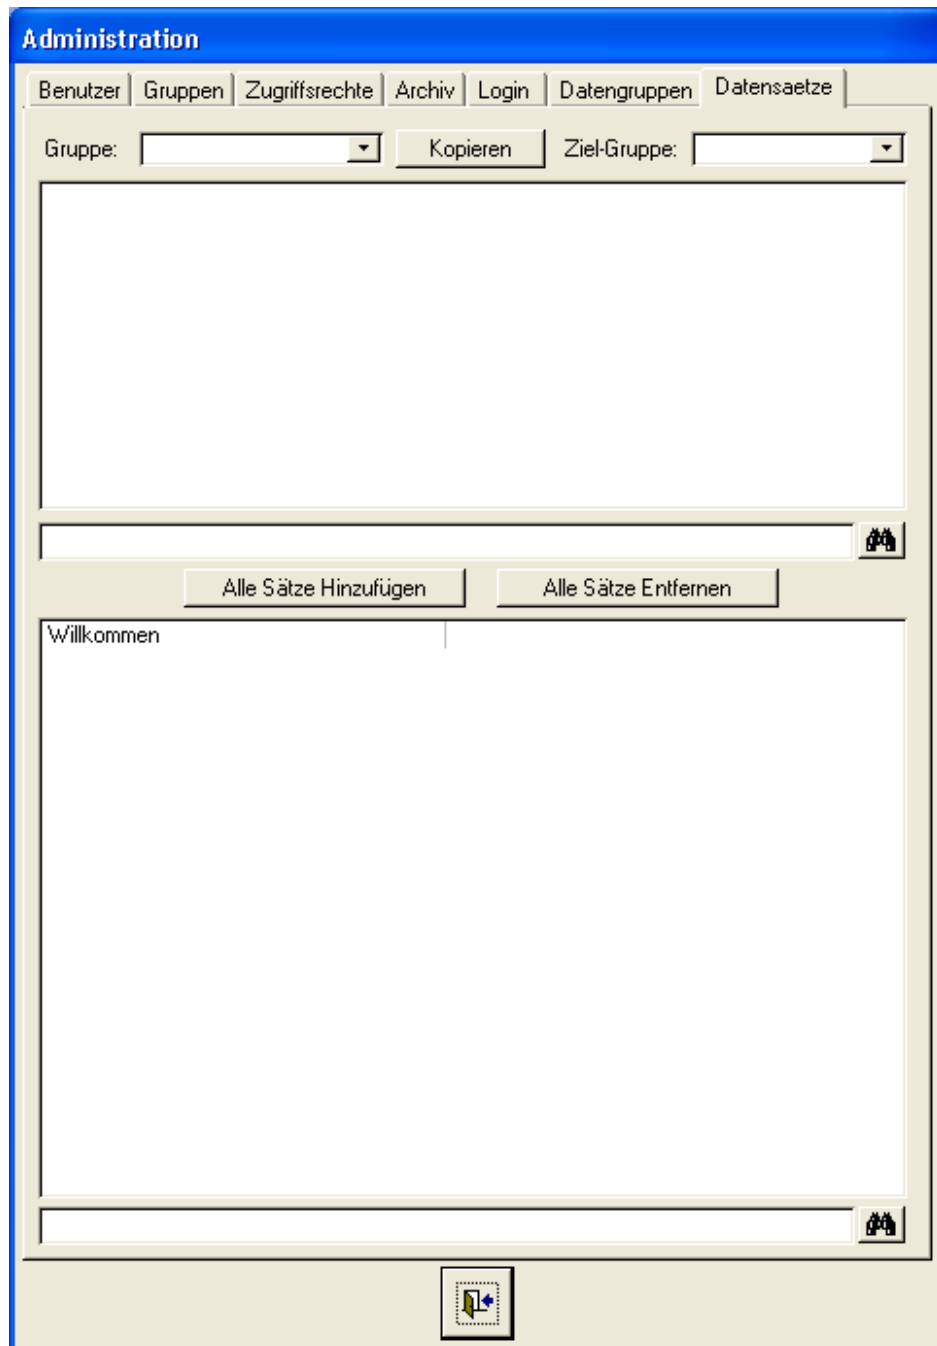 Administration
Benutzer Gruppen Zugriffsrechte Archiv Login Datengruppen Datensaetze
Gruppe: Kopieren Ziel-Gruppe:
Alle Sätze Hinzufügen Alle Sätze Entfernen
Willkommen